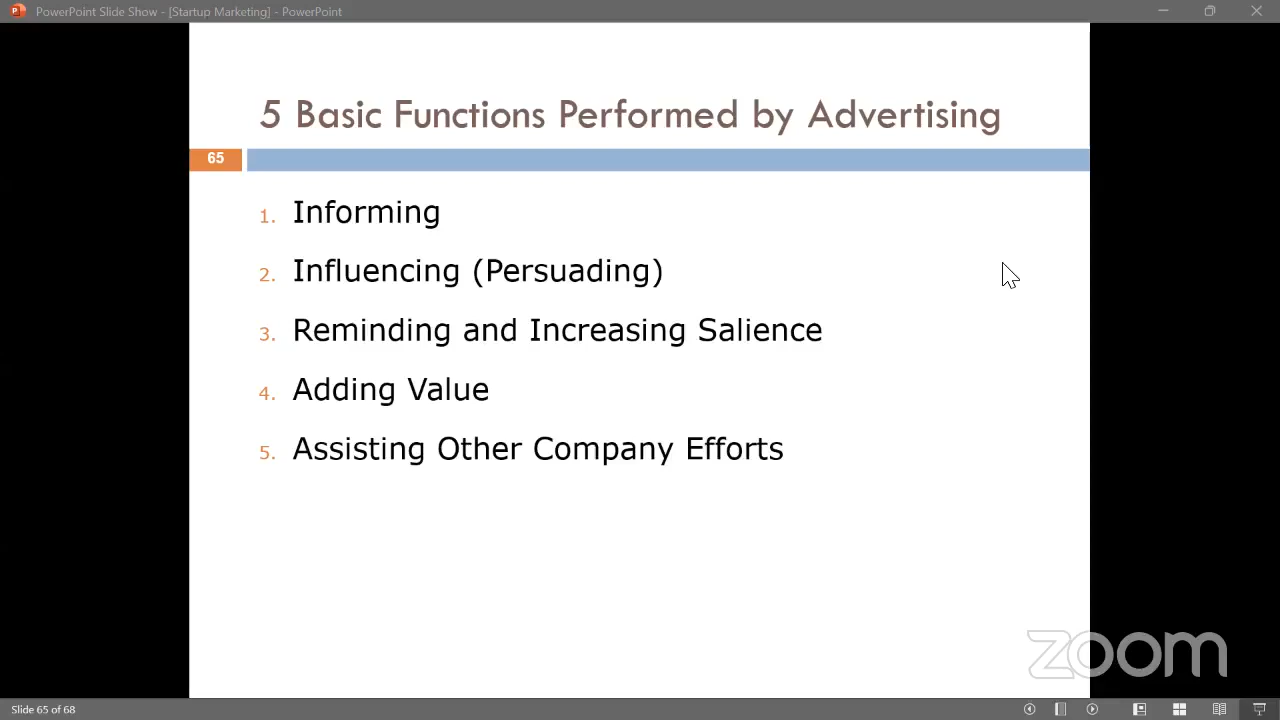 PowerPoint Slide Show - [Startup Marketing] - PowerPoint
5 Basic Functions Performed by Advertising
65
1. Informing
2. Influencing (Persuading)
3. Reminding and Increasing Salience
4. Adding Value
5. Assisting Other Company Efforts
zoom
Slide 65 of 68